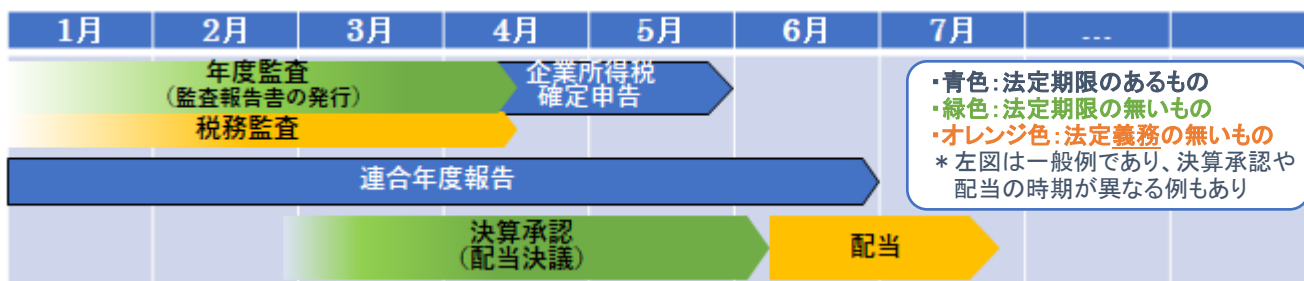 1月 2月 3月 4月 5月 6月 7月 …
年度監査
(監査報告書の発行)
企業所得税
確定申告
税務監査
連合年度報告
決算承認
(配当決議)
配当
・青色:法定期限のあるもの
・緑色:法定期限の無いもの
・オレンジ色:法定義務の無いもの
* 左図は一般例であり、決算承認や
配当の時期が異なる例もあり